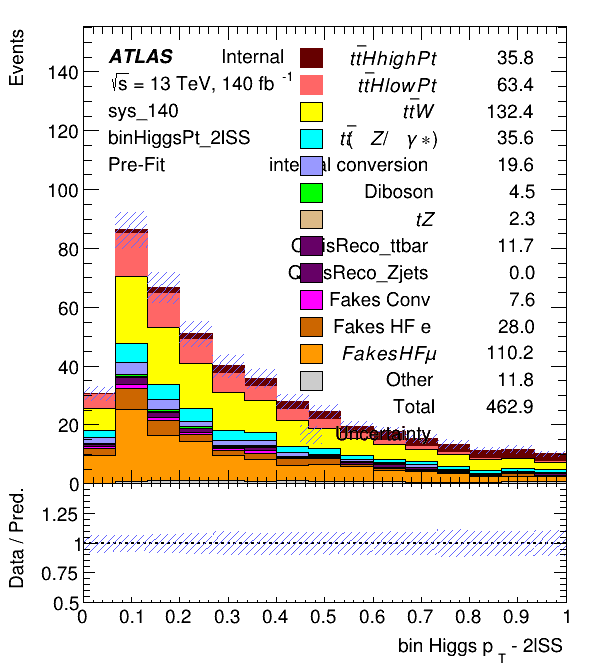 Events
ATLAS Internal
√s = 13 TeV, 140 fb -1
sys_140
binHiggsPt_2lSS
Pre-Fit
tt̄HhighPt 35.8
tt̄HlowPt 63.4
tt̄W 132.4
tt̄( Z/ γ*) 35.6
internal conversion 19.6
Diboson 4.5
tZ 2.3
QmisReco_ttbar 11.7
QmisReco_Zjets 0.0
Fakes Conv 7.6
Fakes HF e 28.0
FakesHFμ 110.2
Other 11.8
Total 462.9
Uncertainty
140
120
100
80
60
40
20
0
Data / Pred.
1.25
1
0.75
0.5
0 0.1 0.2 0.3 0.4 0.5 0.6 0.7 0.8 0.9 1
bin Higgs p T - 2lSS